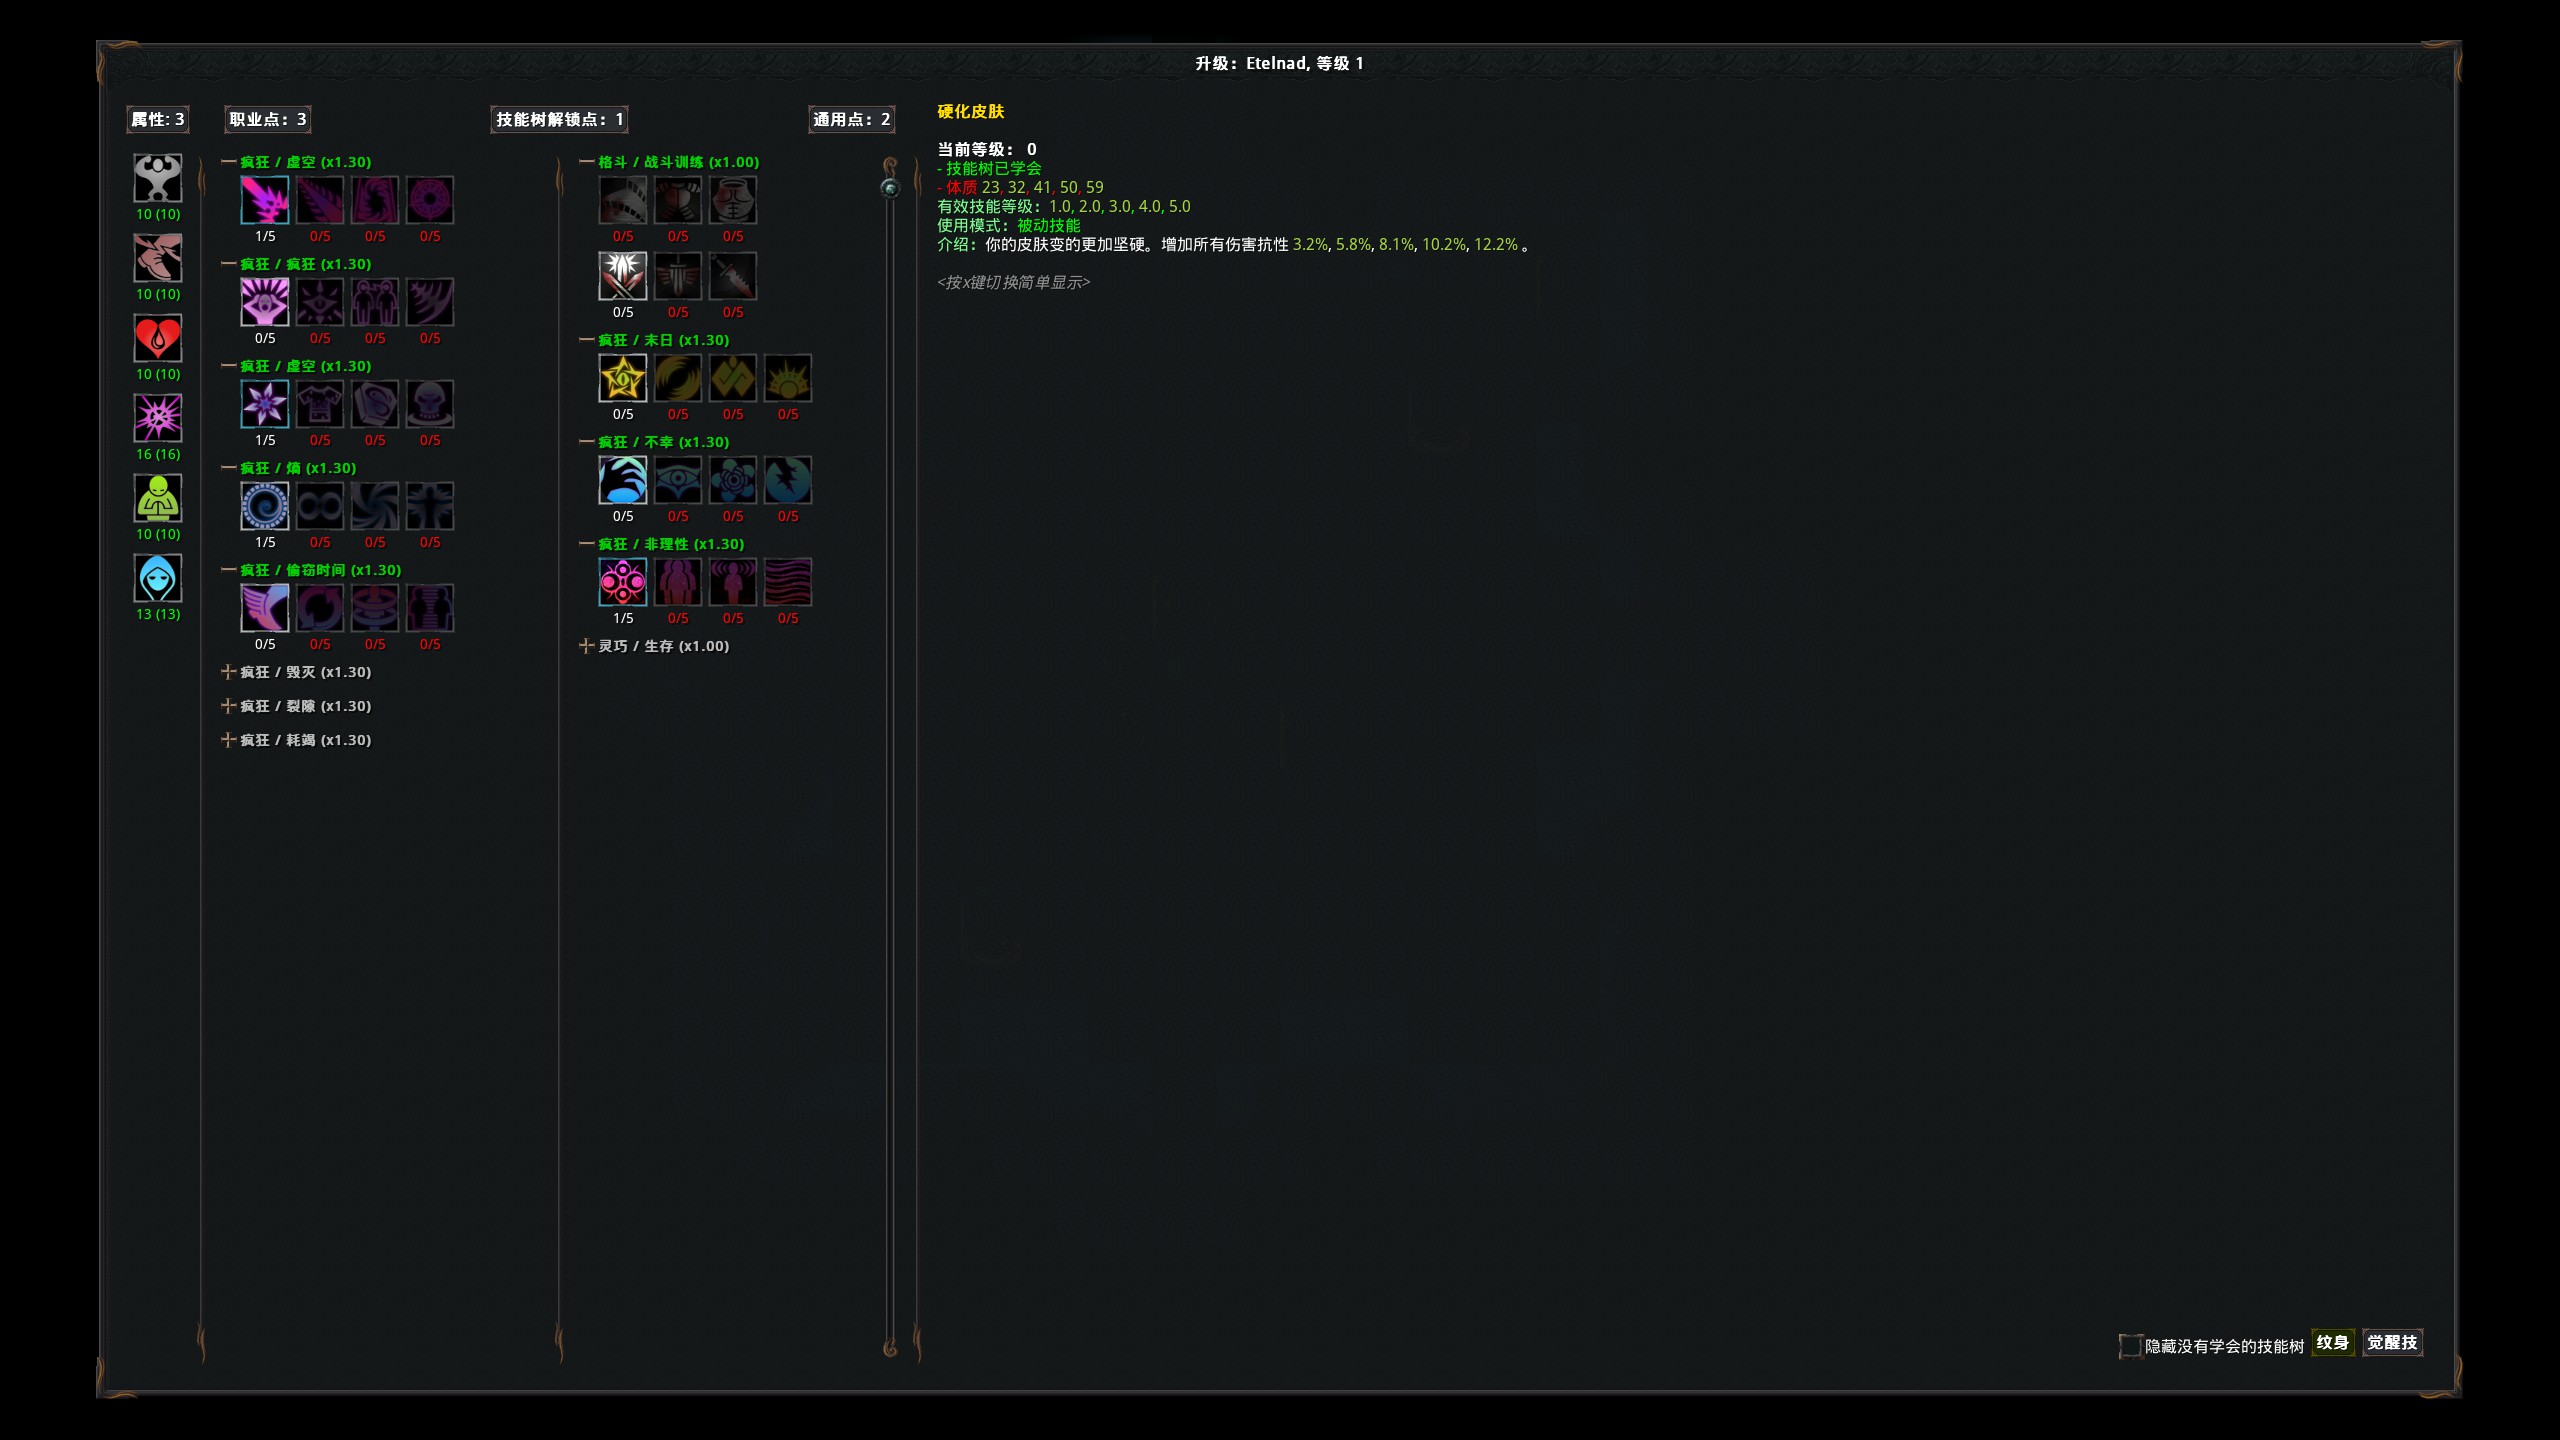 升级：Etelnad, 等级 1
属性: 3
职业点：3
技能树解锁点：1
通用点：2
10 (10)
10 (10)
10 (10)
16 (16)
10 (10)
13 (13)
疯狂 / 虚空 (x1.30)
1/5 0/5 0/5 0/5
疯狂 / 疯狂 (x1.30)
0/5 0/5 0/5 0/5
疯狂 / 虚空 (x1.30)
1/5 0/5 0/5 0/5
疯狂 / 熵 (x1.30)
1/5 0/5 0/5 0/5
疯狂 / 偷窃时间 (x1.30)
0/5 0/5 0/5 0/5
疯狂 / 毁灭 (x1.30)
疯狂 / 裂隙 (x1.30)
疯狂 / 耗竭 (x1.30)
格斗 / 战斗训练 (x1.00)
0/5 0/5 0/5
0/5 0/5 0/5
疯狂 / 末日 (x1.30)
0/5 0/5 0/5 0/5
疯狂 / 不幸 (x1.30)
0/5 0/5 0/5 0/5
疯狂 / 非理性 (x1.30)
1/5 0/5 0/5 0/5
灵巧 / 生存 (x1.00)
硬化皮肤
当前等级： 0
- 技能树已学会
- 体质 23, 32, 41, 50, 59
有效技能等级：1.0, 2.0, 3.0, 4.0, 5.0
使用模式：被动技能
介绍：你的皮肤变的更加坚硬。增加所有伤害抗性 3.2%, 5.8%, 8.1%, 10.2%, 12.2% 。
<按x键切换简单显示>
隐藏没有学会的技能树
纹身
觉醒技